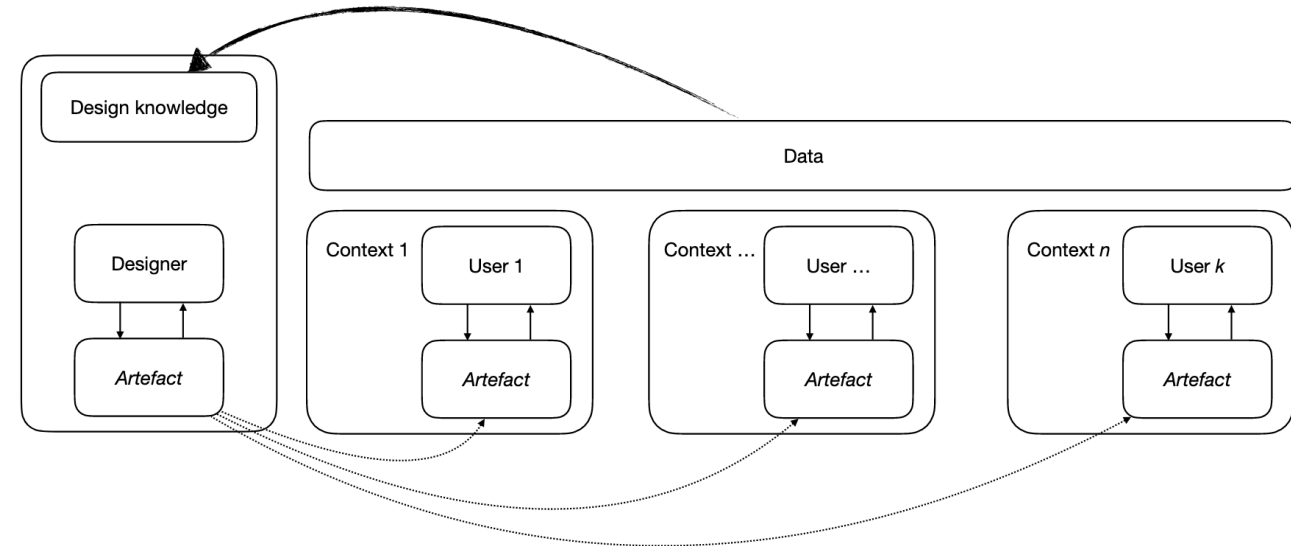 Design knowledge
Data
Designer
Artefact
Context 1
User 1
Artefact
Context …
User …
Artefact
Context n
User k
Artefact